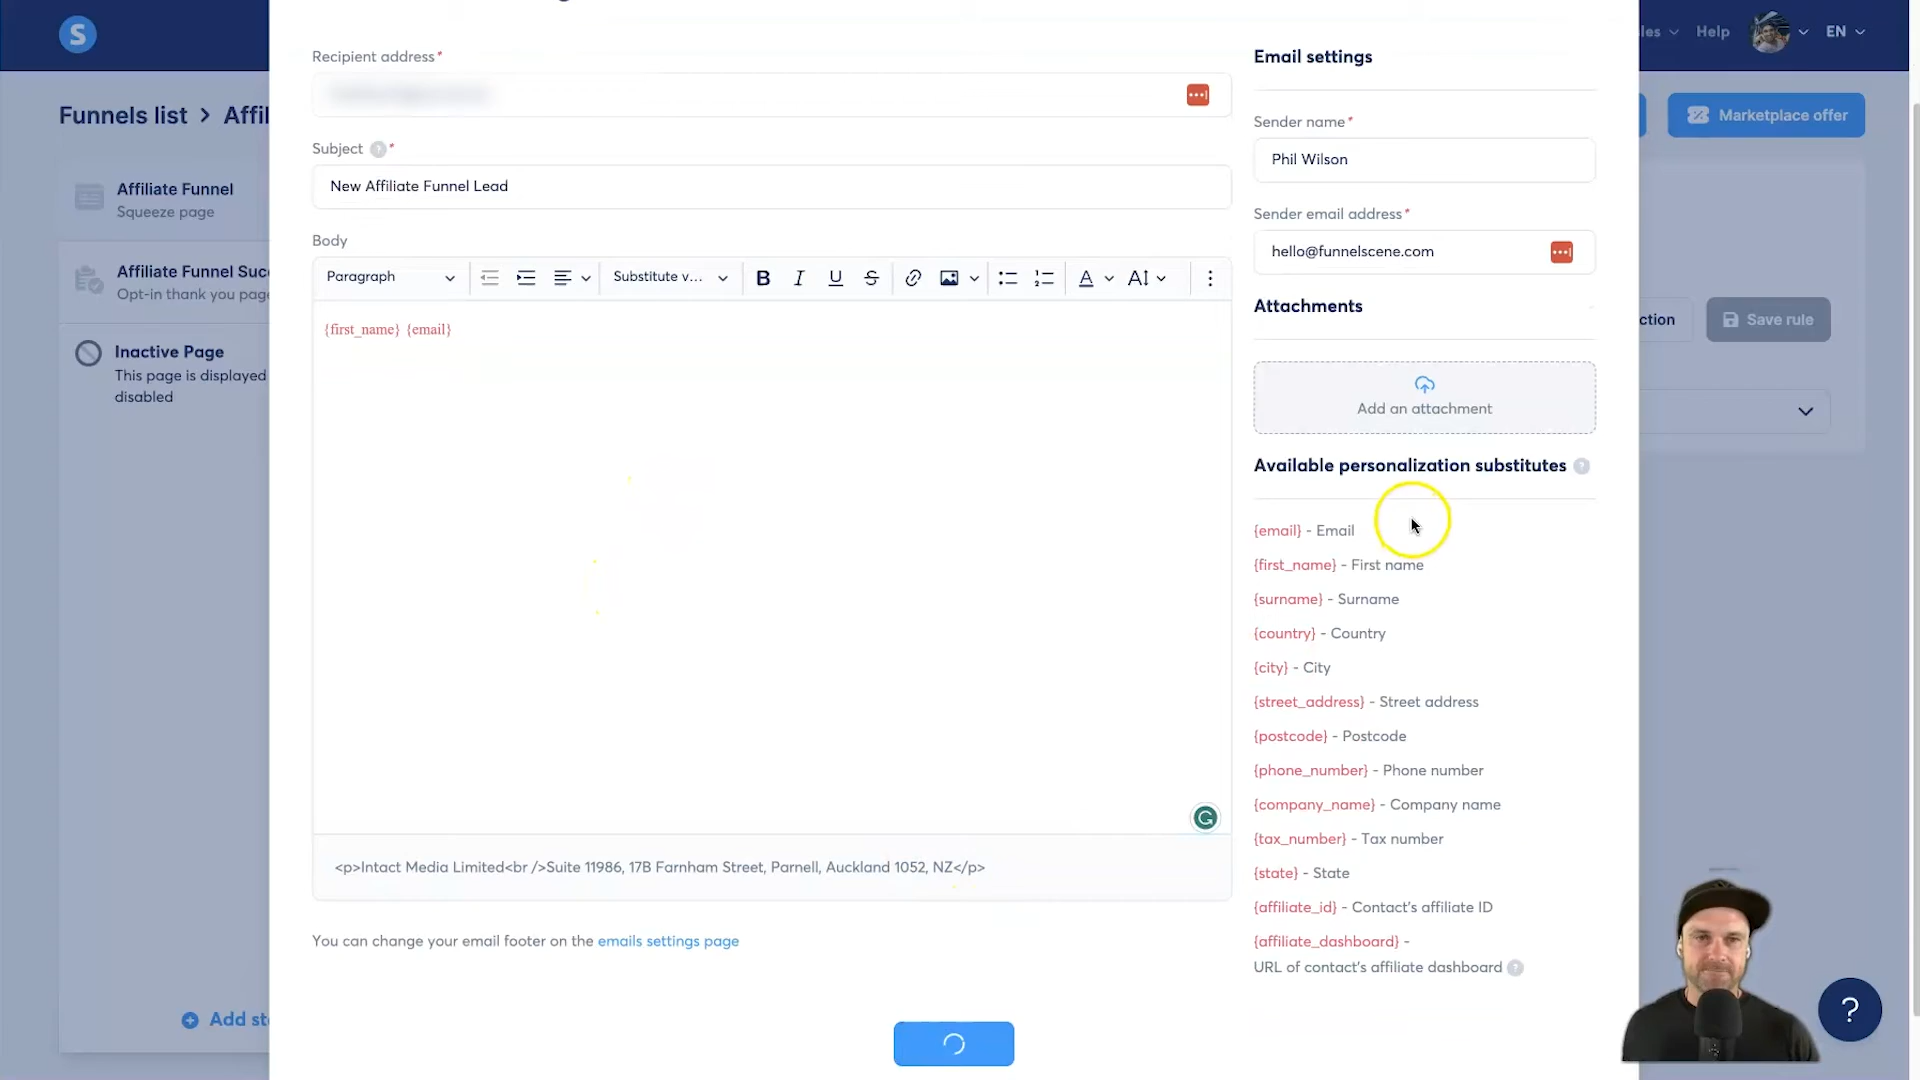 S
les
Help
EN
Funnels list > Affil
Marketplace offer
Affiliate Funnel
Squeeze page
Affiliate Funnel Suc
Opt-in thank you page
Inactive Page
This page is displayed
disabled
Add ste
ction
Save rule
Recipient address*
Subject ? *
New Affiliate Funnel Lead
Body
Paragraph
Substitute v...
B I U S
A
{first_name} {email}
G
<p>Intact Media Limited<br />Suite 11986, 17B Farnham Street, Parnell, Auckland 1052, NZ</p>
You can change your email footer on the emails settings page
Email settings
Sender name*
Phil Wilson
Sender email address*
hello@funnelscene.com
Attachments
Add an attachment
Available personalization substitutes ?
{email} - Email
{first_name} - First name
{surname} - Surname
{country} - Country
{city} - City
{street_address} - Street address
{postcode} - Postcode
{phone_number} - Phone number
{company_name} - Company name
{tax_number} - Tax number
{state} - State
{affiliate_id} - Contact's affiliate ID
{affiliate_dashboard} -
URL of contact's affiliate dashboard ?
?